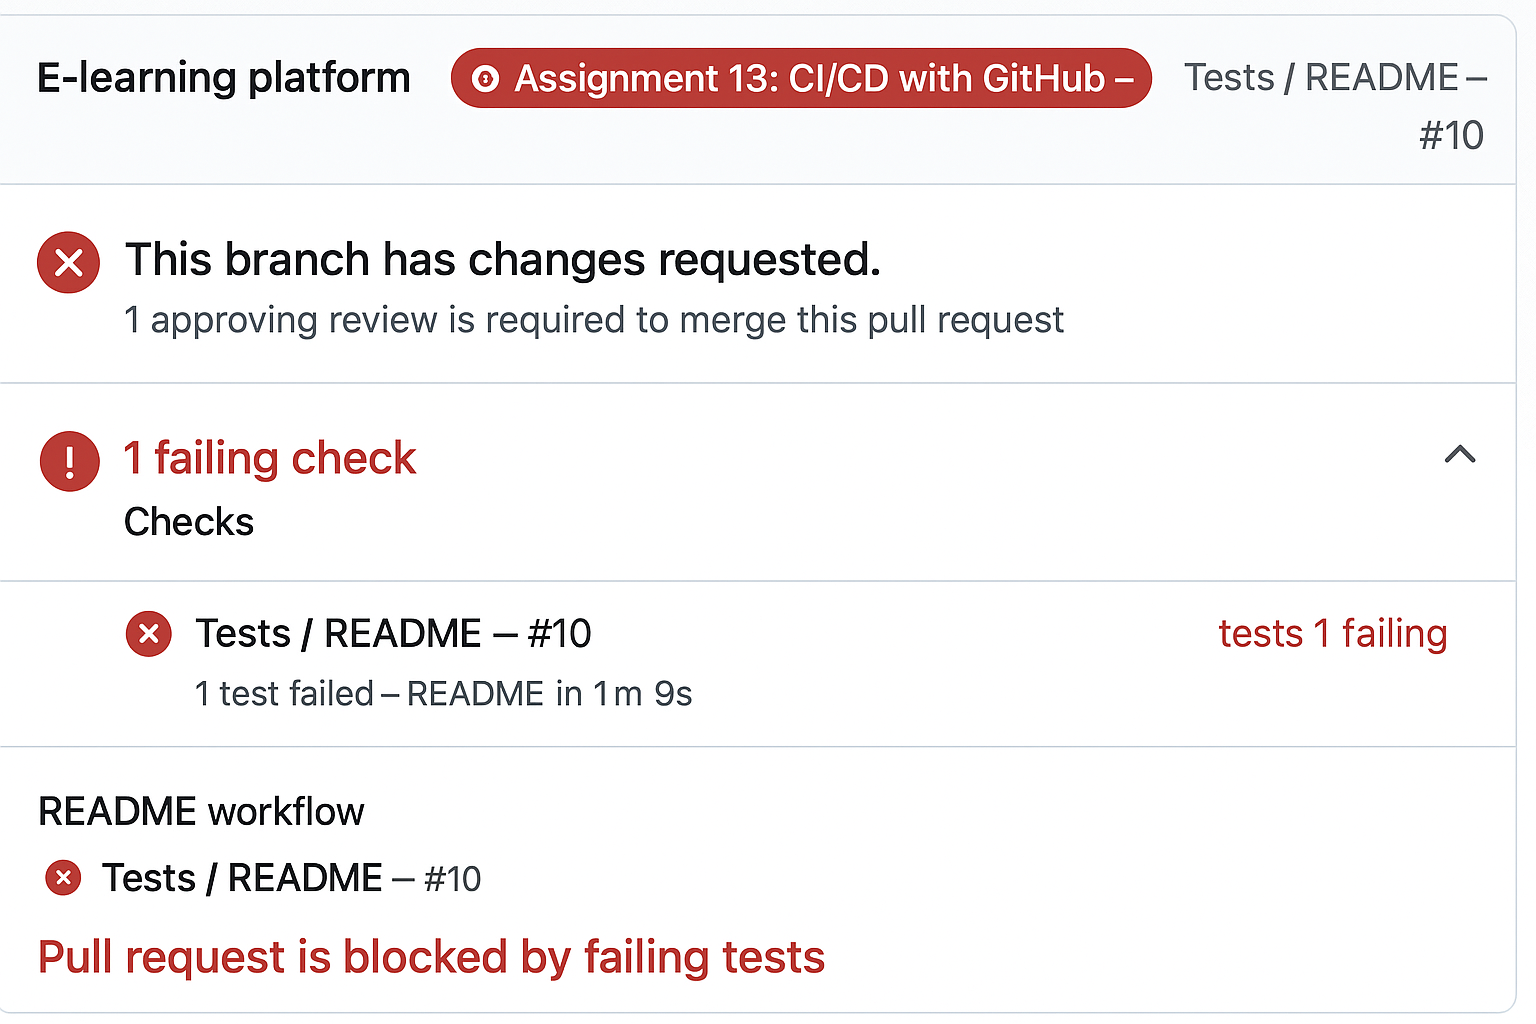 E-learning platform
Assignment 13: CI/CD with GitHub –
Tests / README –
#10
This branch has changes requested.
1 approving review is required to merge this pull request
1 failing check
Checks
Tests / README – #10
tests 1 failing
1 test failed – README in 1m 9s
README workflow
Tests / README – #10
Pull request is blocked by failing tests